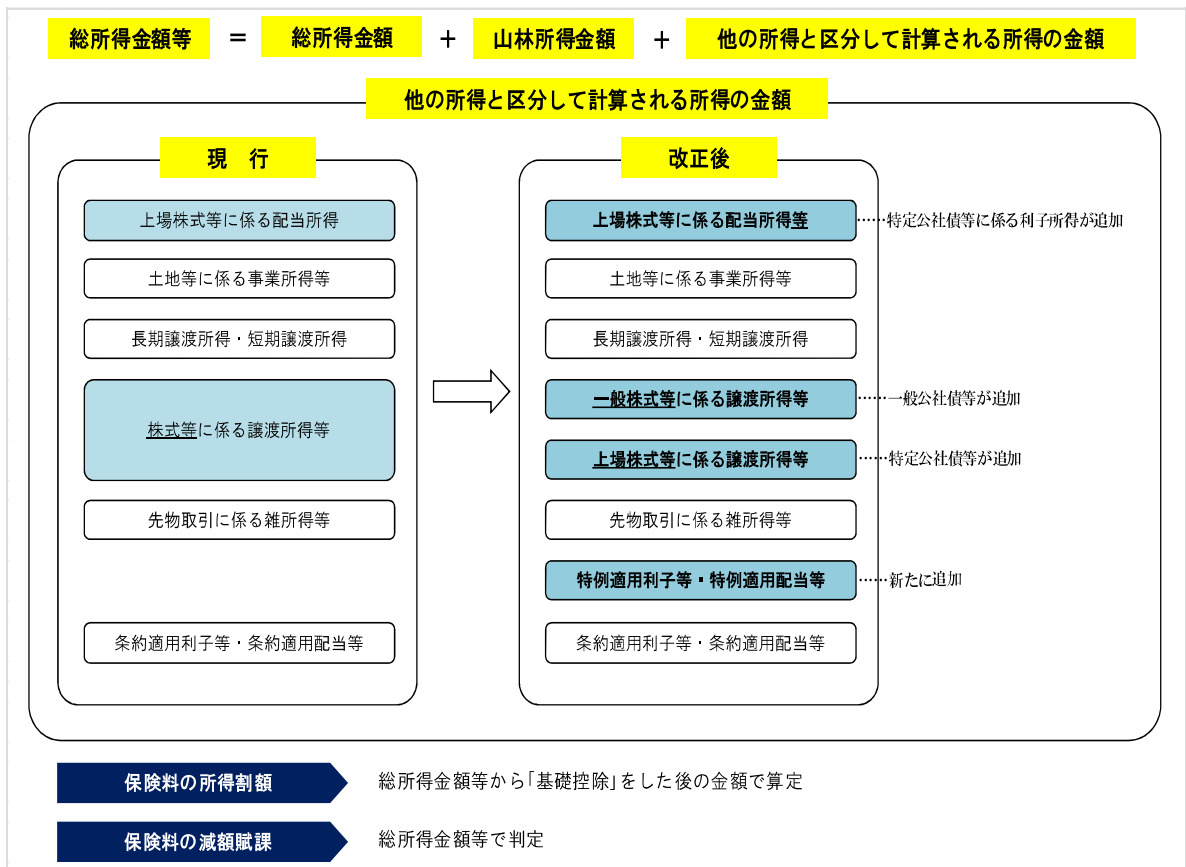 総所得金額等 ＝ 総所得金額 ＋ 山林所得金額 ＋ 他の所得と区分して計算される所得の金額
他の所得と区分して計算される所得の金額
現　行
上場株式等に係る配当所得
土地等に係る事業所得等
長期譲渡所得・短期譲渡所得
株式等に係る譲渡所得等
先物取引に係る雑所得等
条約適用利子等・条約適用配当等
改正後
上場株式等に係る配当所得等……特定公社債等に係る利子所得が追加
土地等に係る事業所得等
長期譲渡所得・短期譲渡所得
一般株式等に係る譲渡所得等……一般公社債等が追加
上場株式等に係る譲渡所得等……特定公社債等が追加
先物取引に係る雑所得等
特例適用利子等・特例適用配当等……新たに追加
条約適用利子等・条約適用配当等
保険料の所得割額 総所得金額等から「基礎控除」をした後の金額で算定
保険料の減額賦課 総所得金額等で判定